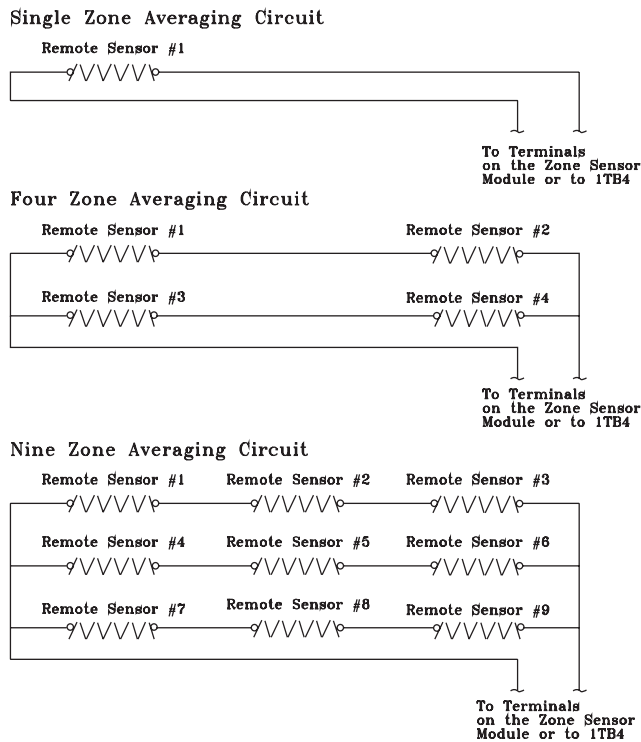 Single Zone Averaging Circuit
Remote Sensor #1
To Terminals
on the Zone Sensor
Module or to 1TB4
Four Zone Averaging Circuit
Remote Sensor #1 Remote Sensor #2
Remote Sensor #3 Remote Sensor #4
To Terminals
on the Zone Sensor
Module or to 1TB4
Nine Zone Averaging Circuit
Remote Sensor #1 Remote Sensor #2 Remote Sensor #3
Remote Sensor #4 Remote Sensor #5 Remote Sensor #6
Remote Sensor #7 Remote Sensor #8 Remote Sensor #9
To Terminals
on the Zone Sensor
Module or to 1TB4